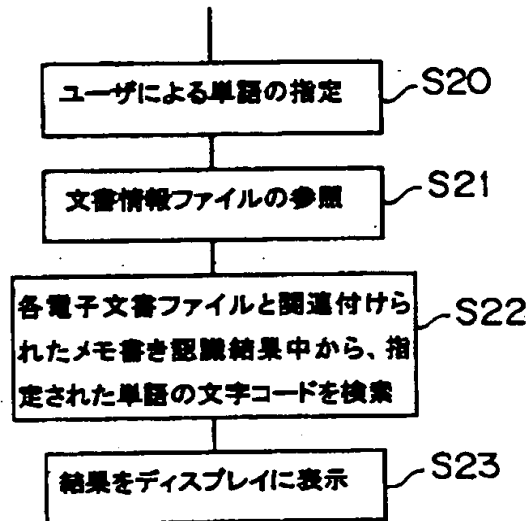 ユーザによる単語の指定 S20
文書情報ファイルの参照 S21
各電子文書ファイルと関連付けら
れたメモ書き認識結果中から、指 S22
定された単語の文字コードを検索
結果をディスプレイに表示 S23